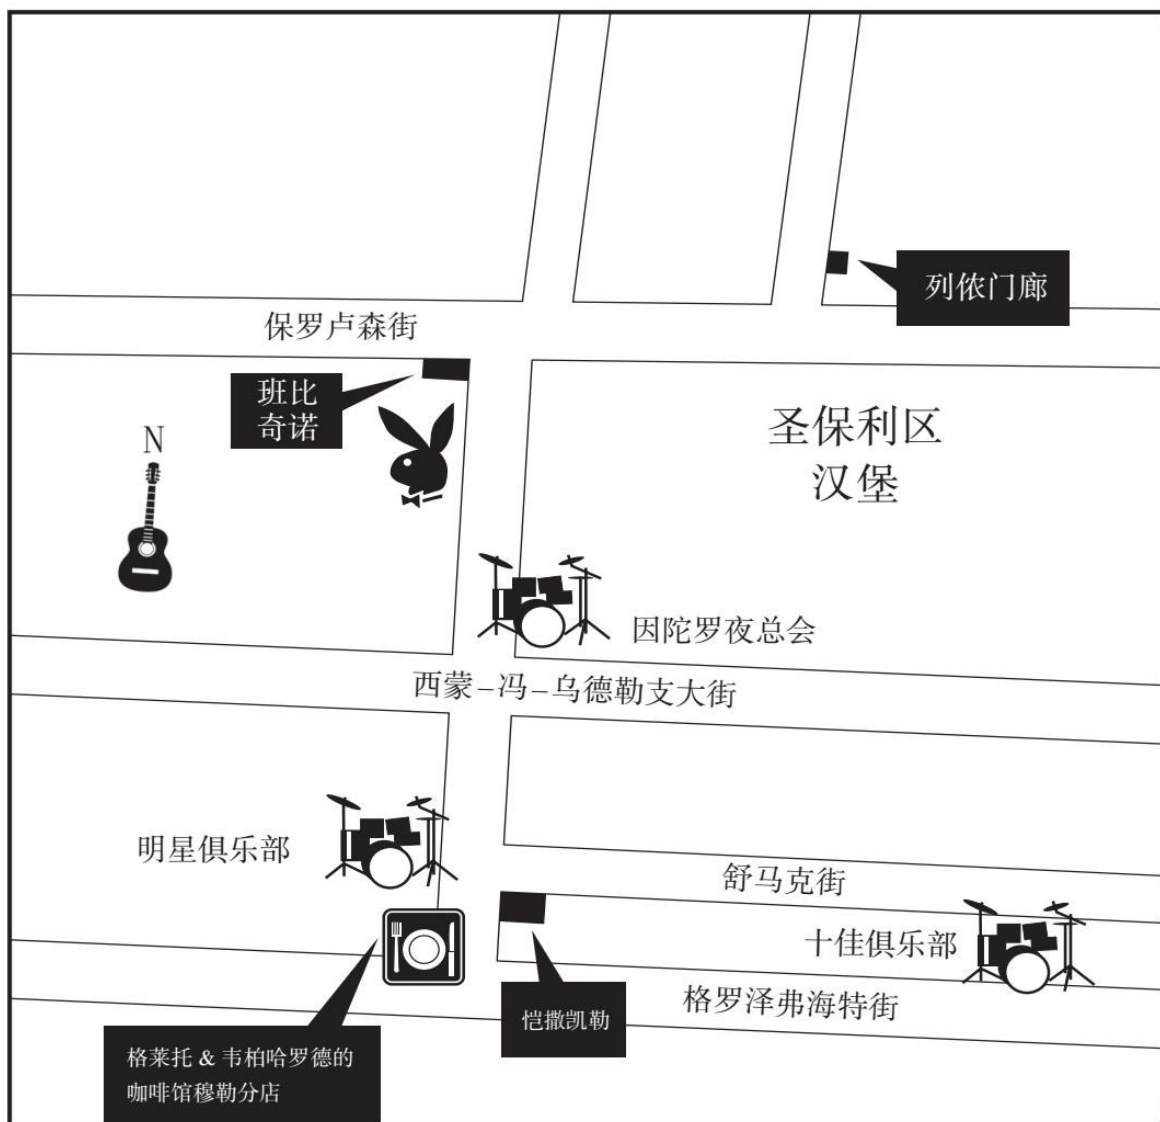 列侬门廊
保罗卢森街
班比
奇诺
圣保利区
汉堡
N
因陀罗夜总会
西蒙–冯–乌德勒支大街
明星俱乐部
舒马克街
十佳俱乐部
格罗泽弗海特街
恺撒凯勒
格莱托 & 韦柏哈罗德的
咖啡馆穆勒分店